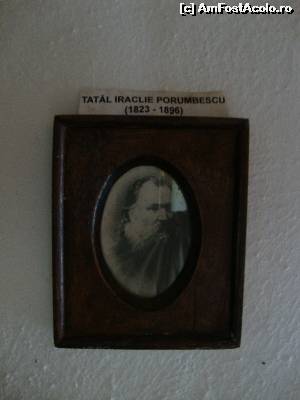 (c) AmFostAcolo.ro
TATĂL IRACLIE PORUMBESCU
(1823 - 1896)